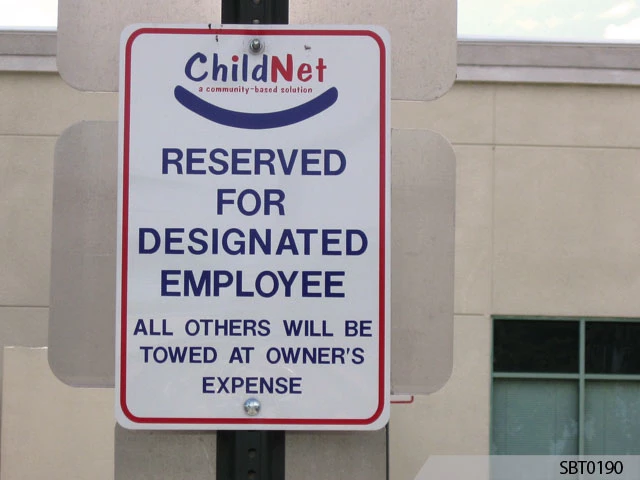 ChildNet
a community-based solution
RESERVED
FOR
DESIGNATED
EMPLOYEE
ALL OTHERS WILL BE
TOWED AT OWNER'S
EXPENSE
SBT0190